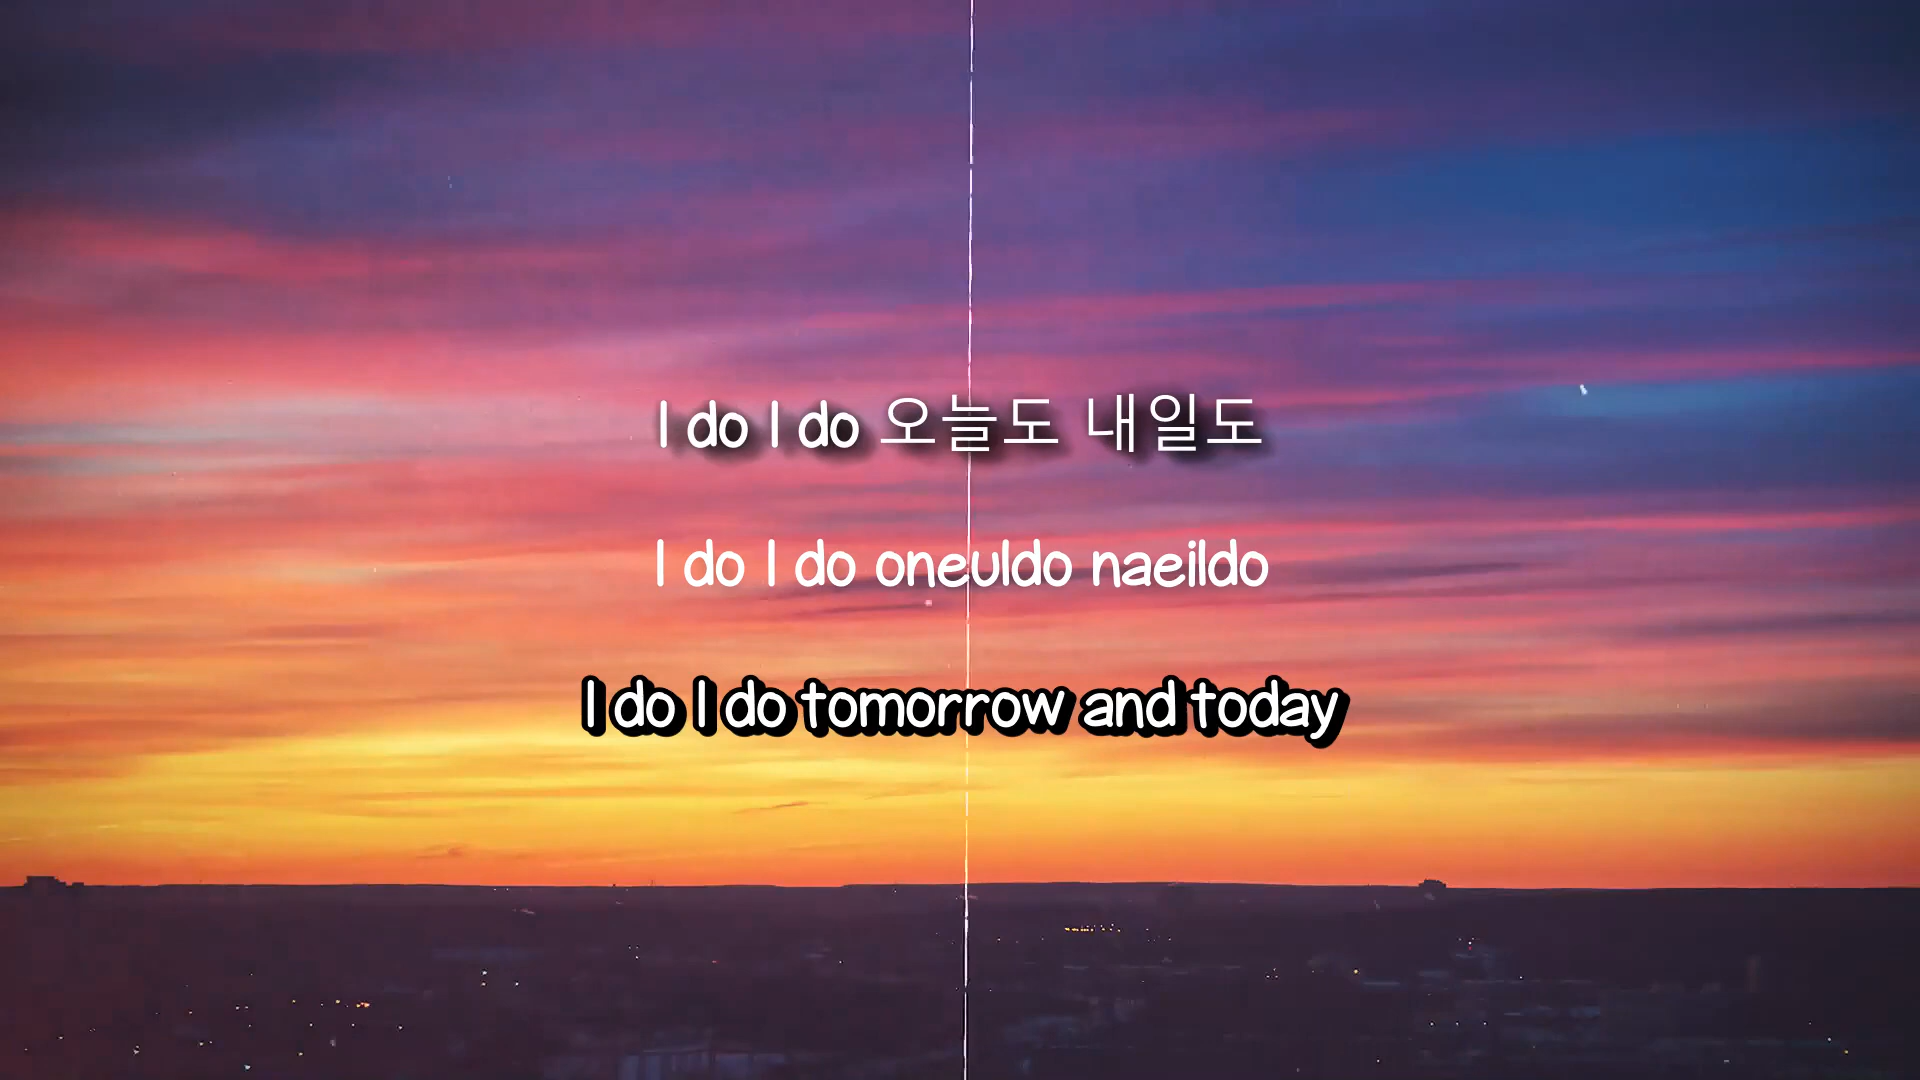 I do I do 오늘도 내일도
I do I do oneuldo naeildo
I do I do tomorrow and today